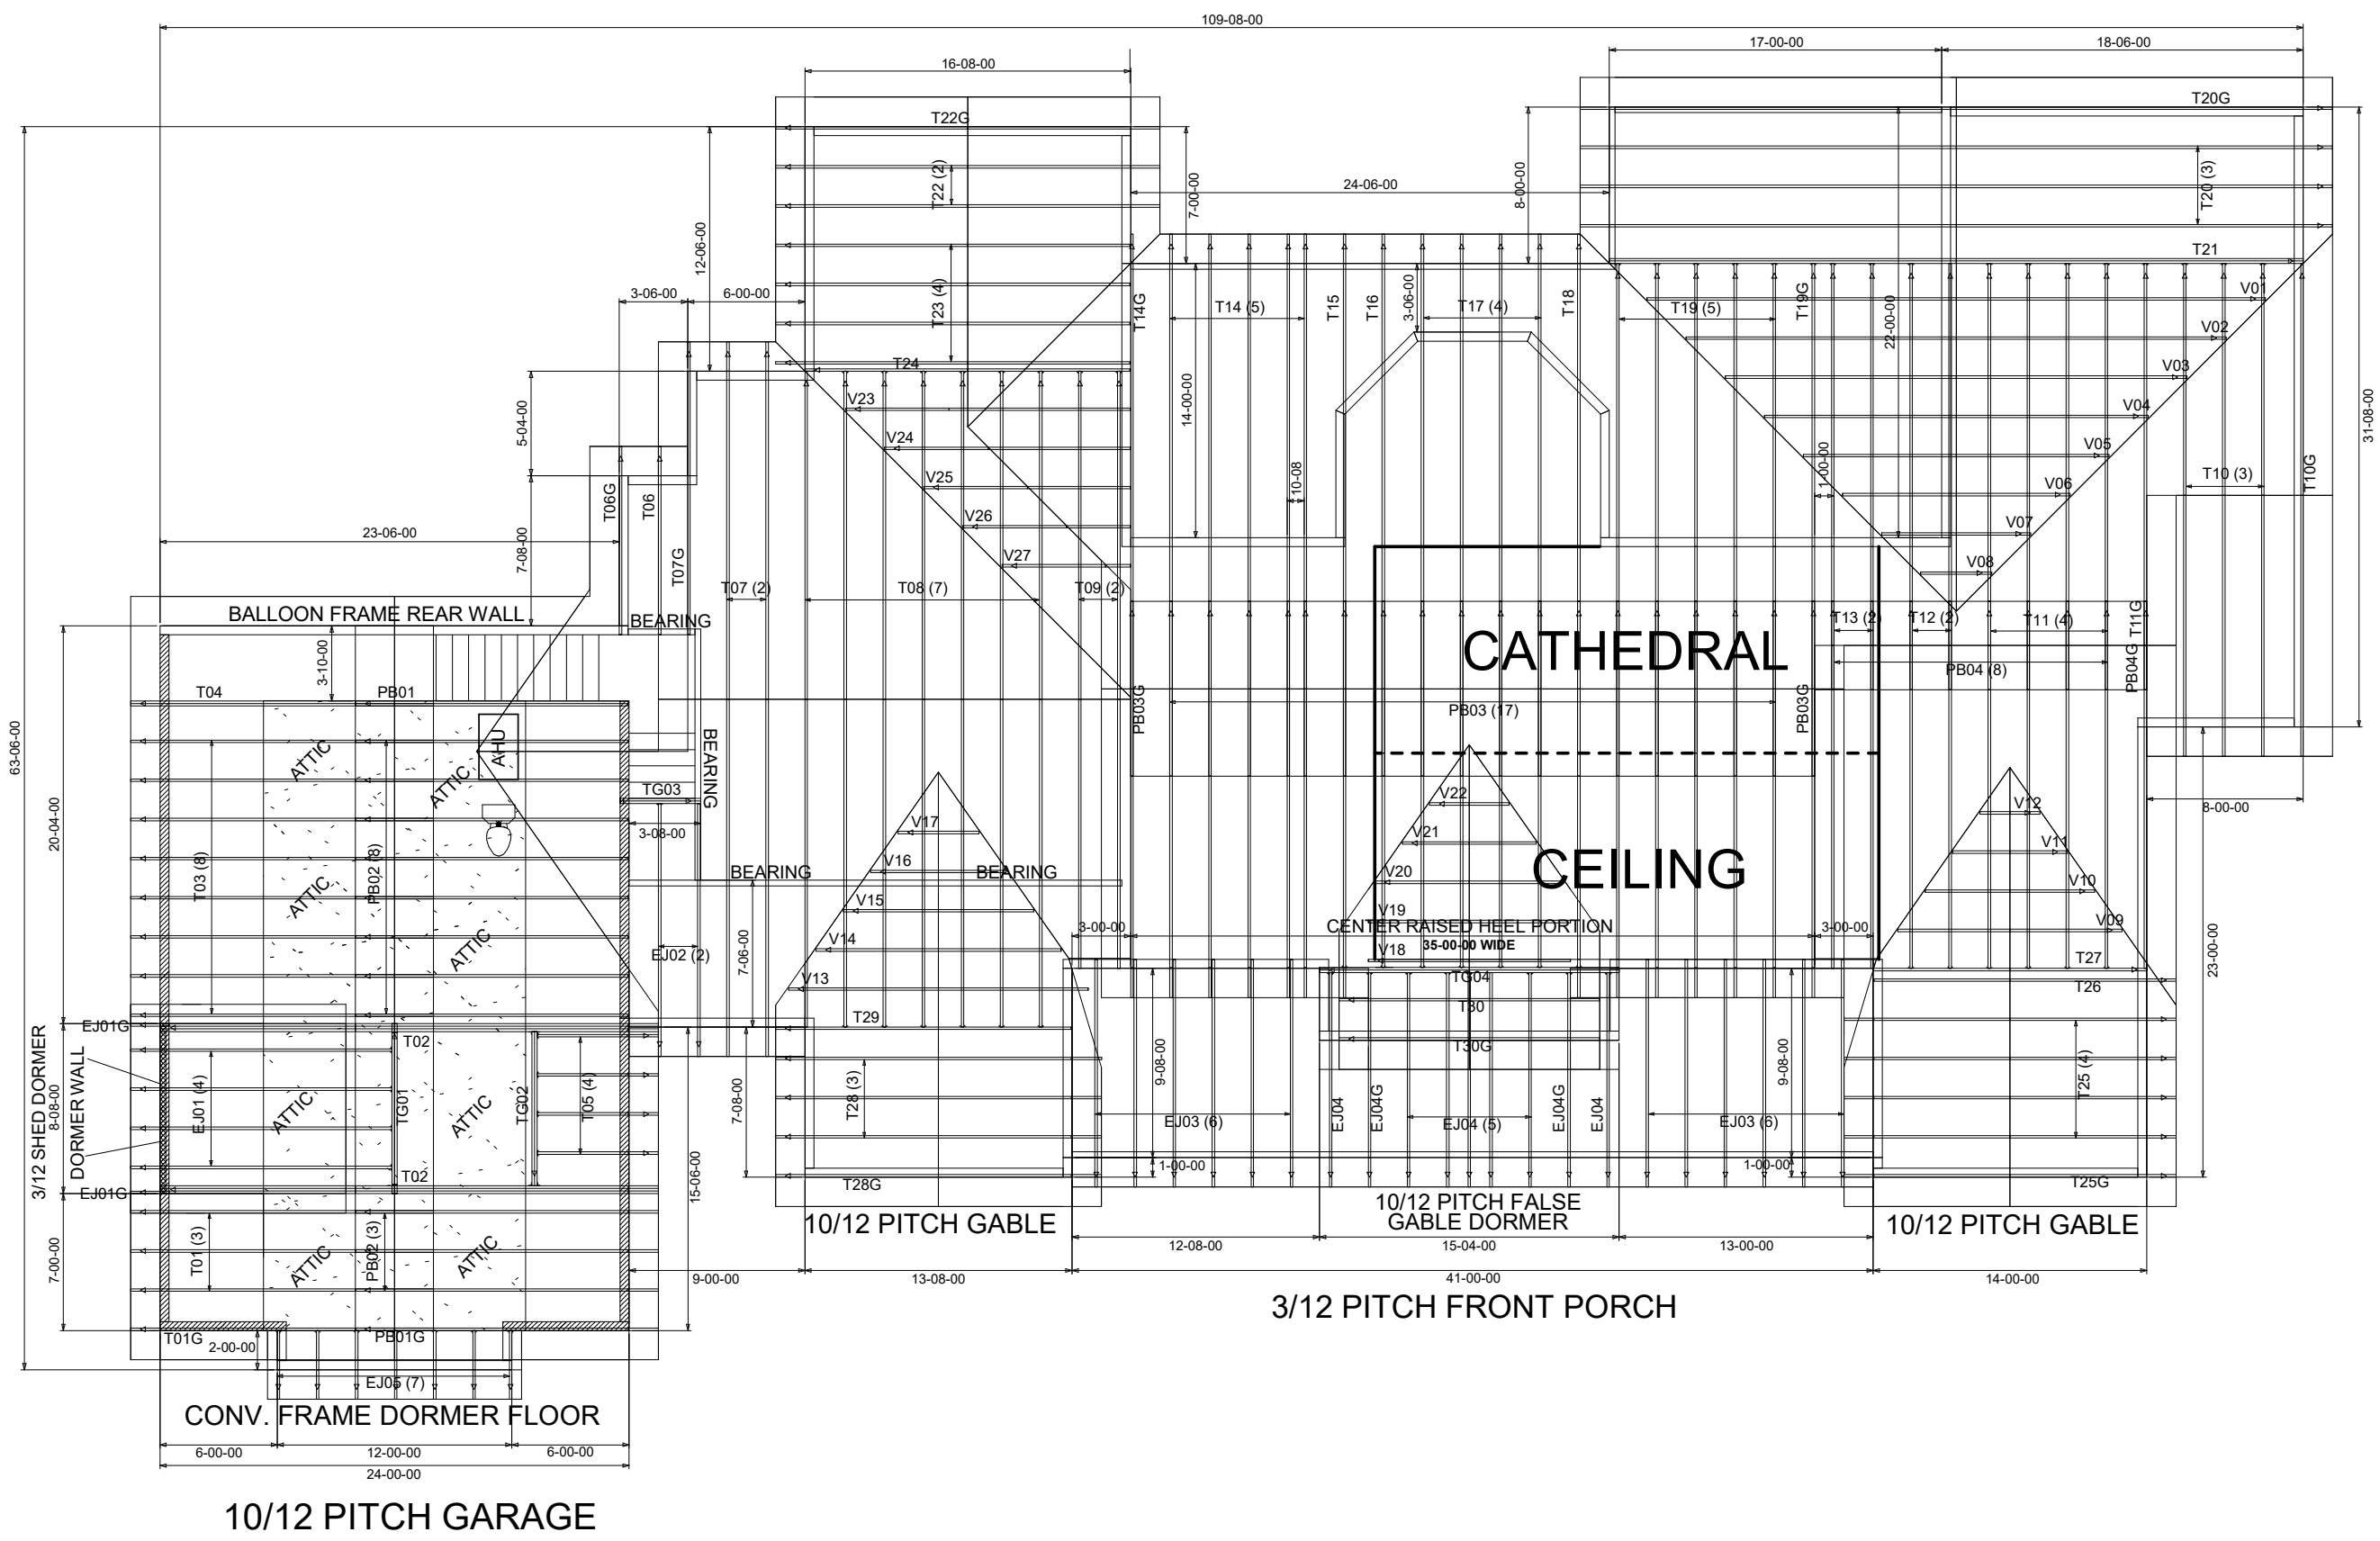 109-08-00
17-00-00
18-06-00
16-08-00
T22G
T20G
T22 (2)
7-00-00
24-06-00
8-00-00
T20 (3)
12-06-00
T21
3-06-00
6-00-00
T23 (4)
T14G
T14 (5)
T15
T16
3-06-00
T17 (4)
T18
T19 (5)
T19G
22-00-00
V01
V02
T24
V03
V23
V04
5-04-00
14-00-00
31-08-00
V24
V05
V25
10-08
1-00-00
V06
T10 (3)
T10G
T06G
T06
V26
V07
23-06-00
7-08-00
T07G
V27
V08
T07 (2)
T08 (7)
T09 (2)
BALLOON FRAME REAR WALL
BEARING
T13 (2)
T12 (2)
T11 (4)
T11G
CATHEDRAL
3-10-00
PB04 (8)
PB04G
T04
PB01
PB03G
PB03 (17)
PB03G
63-06-00
ATTIC
AHU
BEARING
ATTIC
TG03
V22
V12
8-00-00
20-04-00
3-08-00
V17
V21
V11
T03 (8)
PB02 (8)
V16
BEARING
BEARING
V20
CEILING
V10
ATTIC
V15
V19
V09
ATTIC
3-00-00
CENTER RAISED HEEL PORTION
3-00-00
35-00-00 WIDE
V14
EJ02 (2)
7-06-00
V18
T27
23-00-00
V13
TG04
T26
T30
T29
EJ01G
T02
T30G
3/12 SHED DORMER
8-08-00
DORMER WALL
EJ01 (4)
ATTIC
TG01
ATTIC
TG02
T05 (4)
7-08-00
T28 (3)
9-08-00
EJ03 (6)
EJ04
EJ04G
EJ04 (5)
EJ04G
EJ04
EJ03 (6)
9-08-00
T25 (4)
1-00-00
1-00-00
T02
EJ01G
15-06-00
T28G
T25G
10/12 PITCH FALSE
GABLE DORMER
10/12 PITCH GABLE
10/12 PITCH GABLE
7-00-00
T01 (3)
PB02 (3)
ATTIC
ATTIC
12-08-00
15-04-00
13-00-00
9-00-00
13-08-00
41-00-00
14-00-00
3/12 PITCH FRONT PORCH
T01G
PB01G
2-00-00
EJ05 (7)
CONV. FRAME DORMER FLOOR
6-00-00
12-00-00
6-00-00
24-00-00
10/12 PITCH GARAGE